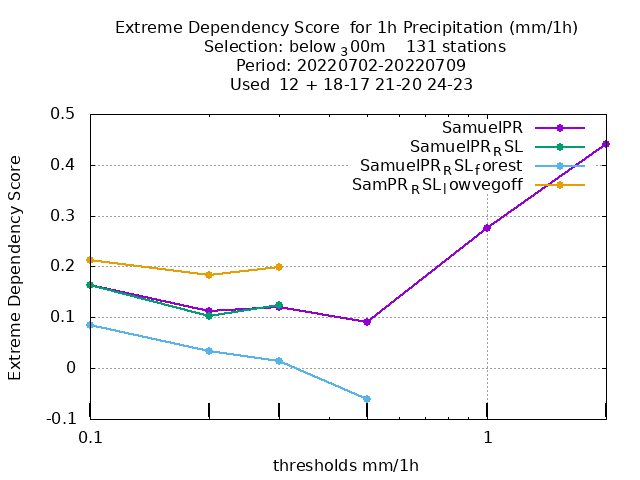 Extreme Dependency Score  for 1h Precipitation (mm/1h)
Selection: below ₃00m    131 stations
Period: 20220702-20220709
Used  12 + 18-17 21-20 24-23
SamuelPR
SamuelPR_RSL
SamuelPR_RSL_forest
SamPR_RSL_lowvegoff
0.5
0.4
0.3
0.2
0.1
0
-0.1
Extreme Dependency Score
0.1
1
thresholds mm/1h